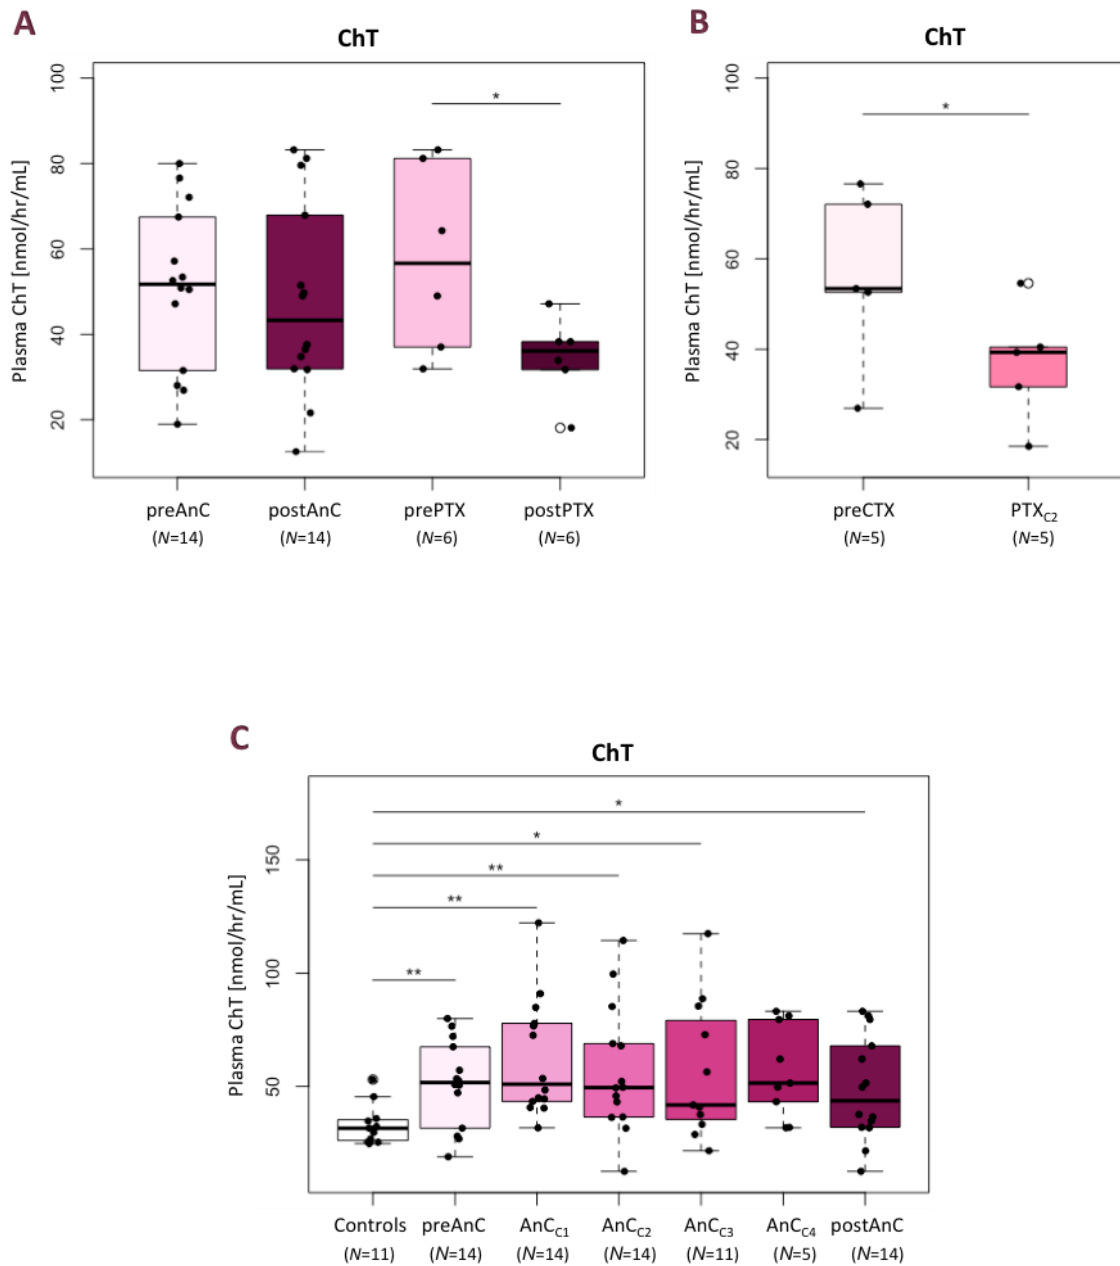 A
ChT
Plasma ChT [nmol/hr/mL]
100
80
60
40
20
*
preAnC
postAnC
prePTX
postPTX
(N=14)
(N=14)
(N=6)
(N=6)
B
ChT
Plasma ChT [nmol/hr/mL]
100
80
60
40
20
*
preCTX
PTXC2
(N=5)
(N=5)
C
ChT
Plasma ChT [nmol/hr/mL]
150
100
50
*
*
**
**
**
Controls
preAnC
AnCC1
AnCC2
AnCC3
AnCC4
postAnC
(N=11)
(N=14)
(N=14)
(N=14)
(N=11)
(N=5)
(N=14)